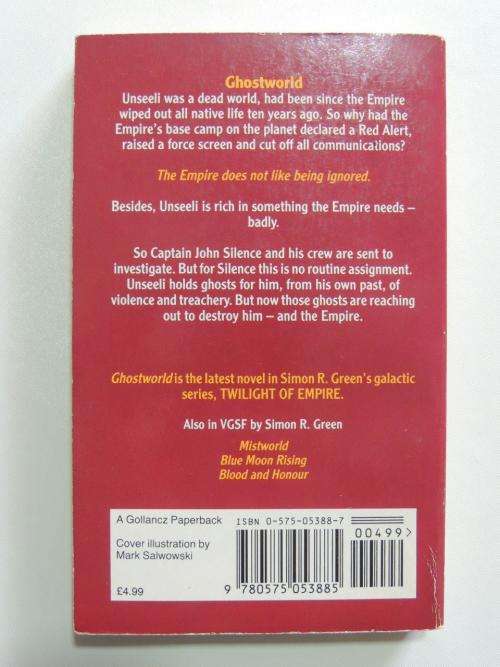 Ghostworld
Unseeli was a dead world, had been since the Empire
wiped out all native life ten years ago. So why had the
Empire's base camp on the planet declared a Red Alert,
raised a force screen and cut off all communications?
The Empire does not like being ignored.
Besides, Unseeli is rich in something the Empire needs –
badly.
So Captain John Silence and his crew are sent to
investigate. But for Silence this is no routine assignment.
Unseeli holds ghosts for him, from his own past, of
violence and treachery. But now those ghosts are reaching
out to destroy him – and the Empire.
Ghostworld is the latest novel in Simon R. Green's galactic
series, TWILIGHT OF EMPIRE.
Also in VGSF by Simon R. Green
Mistworld
Blue Moon Rising
Blood and Honour
A Gollancz Paperback
Cover illustration by
Mark Salwowski
£4.99
ISBN 0-575-05388-7
00499>
9 780575 053885